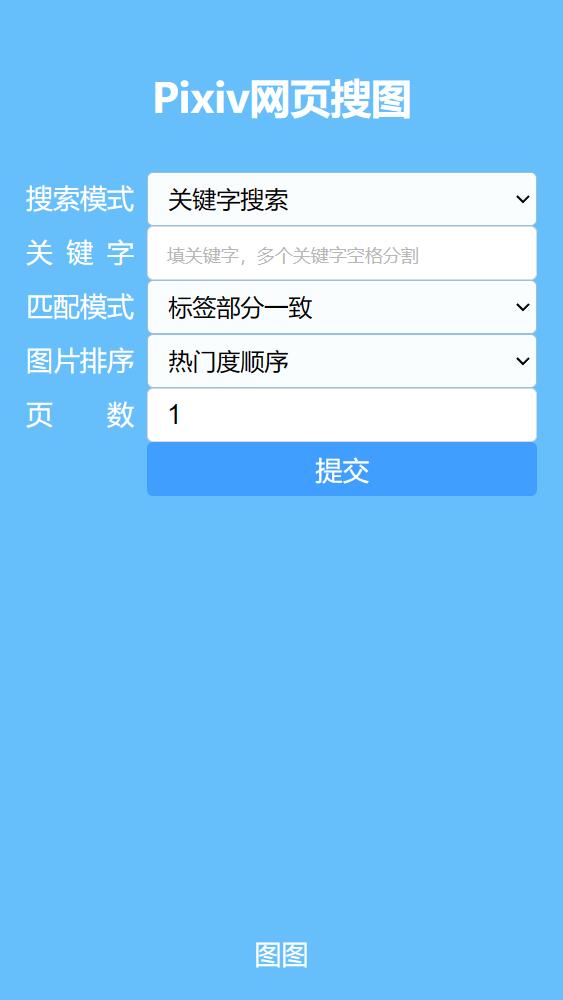 Pixiv网页搜图
搜索模式 关键字搜索
关键字 填关键字，多个关键字空格分割
匹配模式 标签部分一致
图片排序 热门度顺序
页数 1
提交
图图